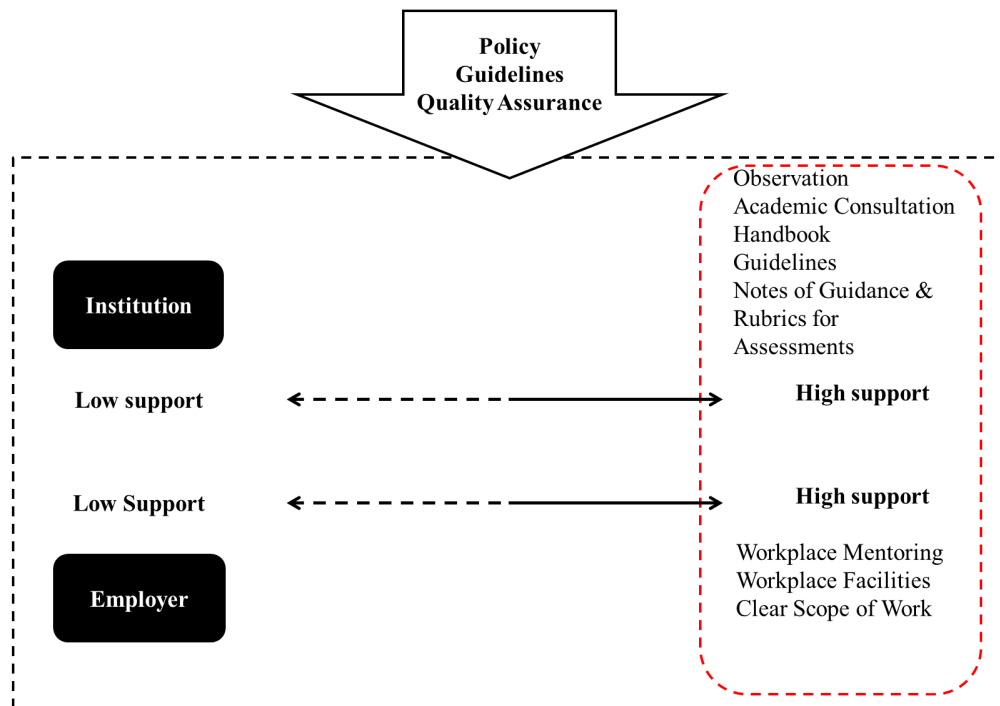 Policy
Guidelines
Quality Assurance
Observation
Academic Consultation
Handbook
Guidelines
Notes of Guidance &
Rubrics for
Assessments
Institution
Low support
High support
Low Support
High support
Workplace Mentoring
Workplace Facilities
Clear Scope of Work
Employer